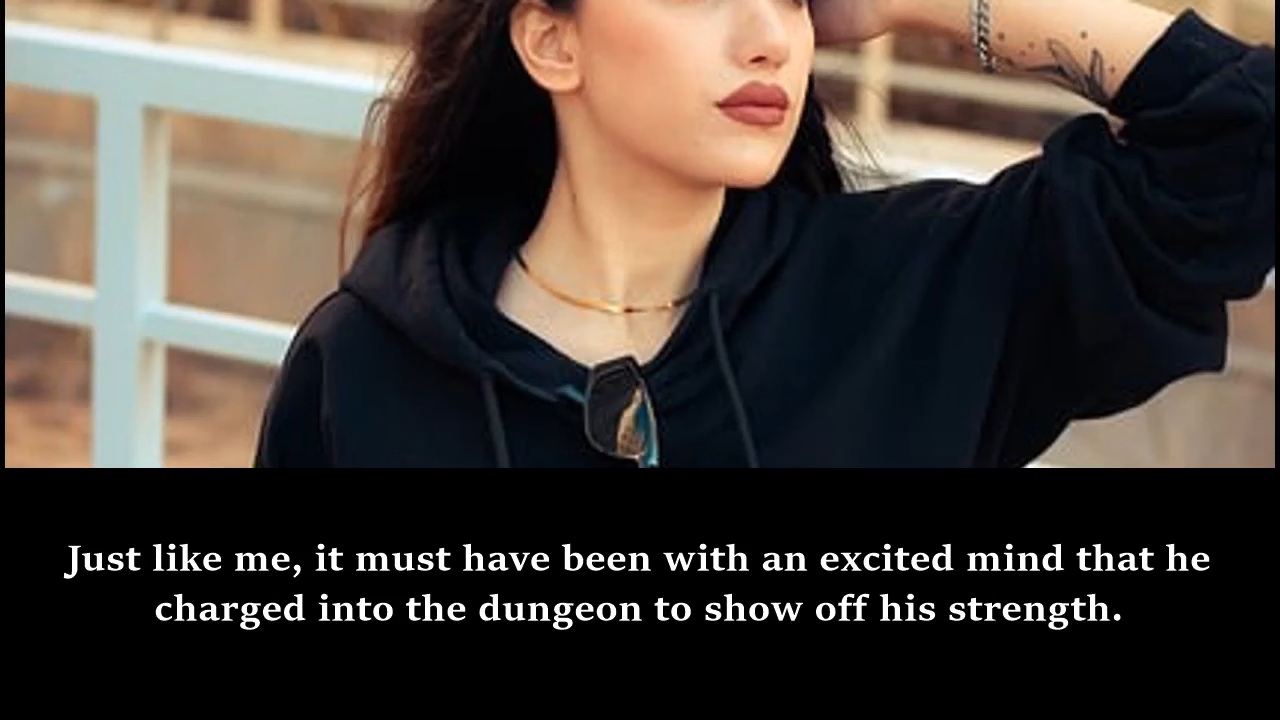 Just like me, it must have been with an excited mind that he
charged into the dungeon to show off his strength.